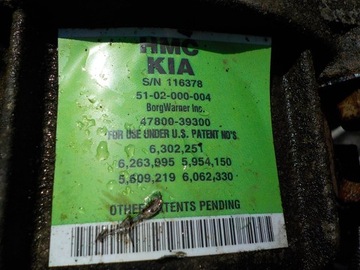 HMC
KIA
S/N 116378
51-02-000-004
BorgWarner Inc.
47800-39300
FOR USE UNDER U.S. PATENT NO'S
6,302,251
6,263,995 5,954,150
5,609,219 6,062,330
OTHER PATENTS PENDING